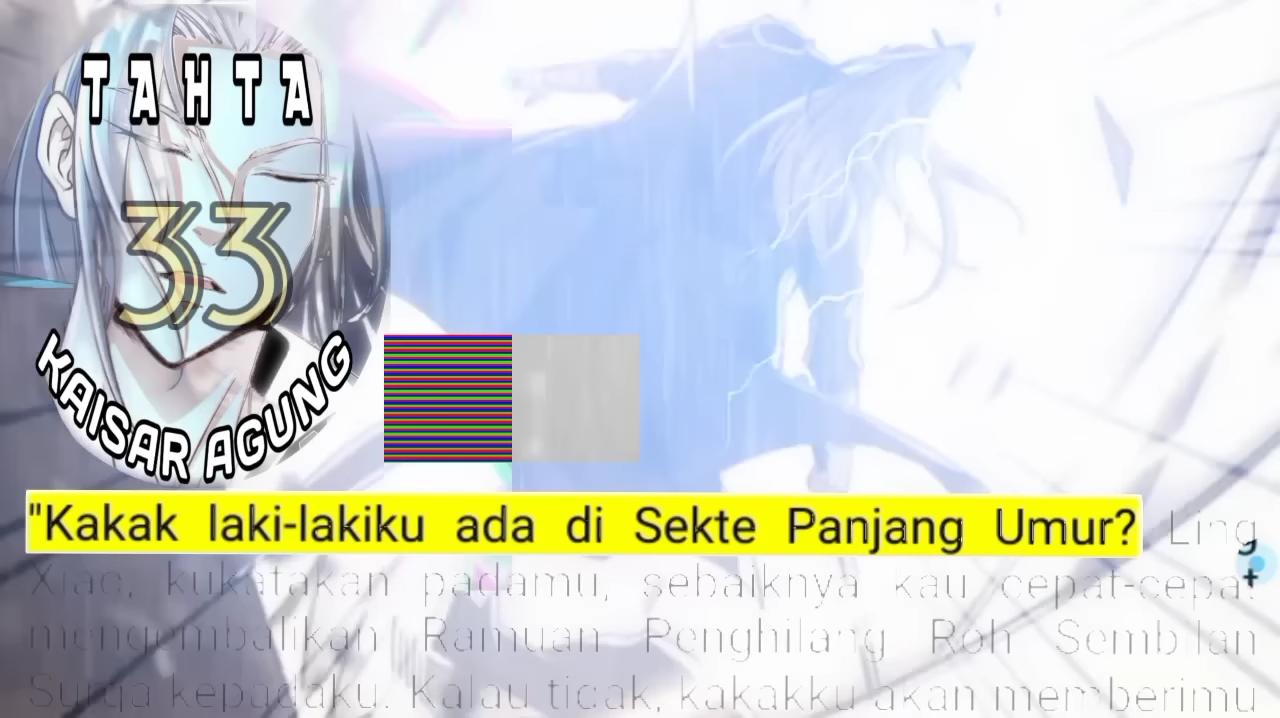 TAHTA
33
KAISAR AGUNG
"Kakak laki-lakiku ada di Sekte Panjang Umur? Ling
Xiao, kukatakan padamu, sebaiknya kau cepat-cepat
mengembalikan Ramuan Penghilang Roh Sembilan
Surga kepadaku. Kalau tidak, kakakku akan memberimu